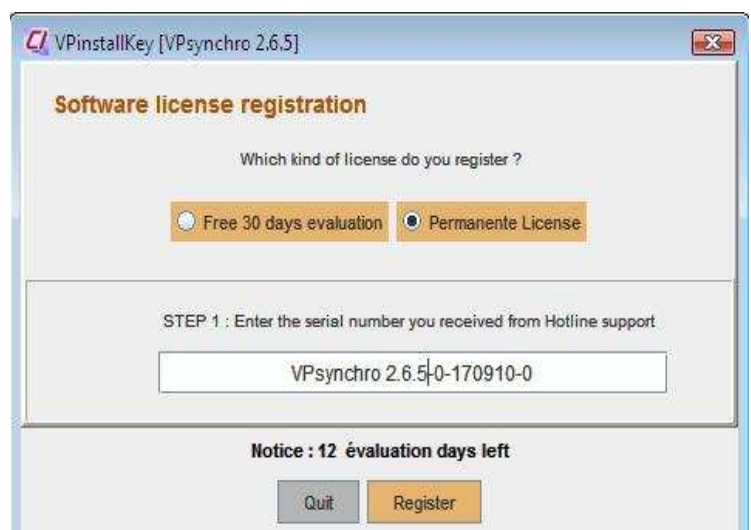 VPinstallKey [VPsynchro 2.6.5]
Software license registration
Which kind of license do you register ?
Free 30 days evaluation Permanente License
STEP 1 : Enter the serial number you received from Hotline support
VPsynchro 2.6.5-0-170910-0
Notice : 12 évaluation days left
Quit Register